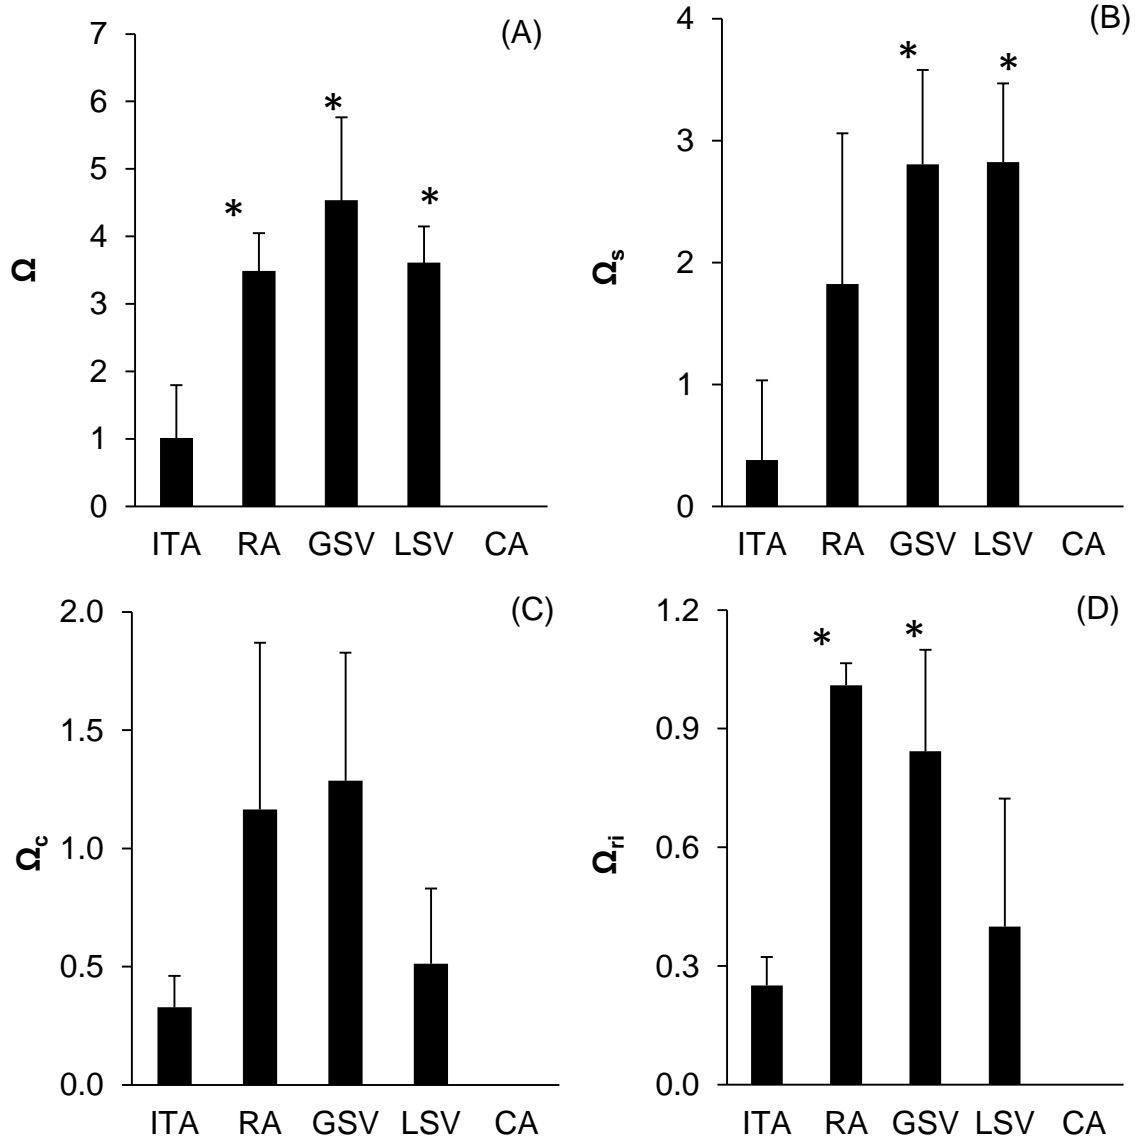 (A)
7
6
5
4
3
2
1
0
Ω
*
*
*
ITA RA GSV LSV CA
(B)
4
3
2
1
0
Ωs
*
*
ITA RA GSV LSV CA
(C)
2.0
1.5
1.0
0.5
0.0
Ωc
ITA RA GSV LSV CA
(D)
1.2
0.9
0.6
0.3
0.0
Ωri
*
*
ITA RA GSV LSV CA